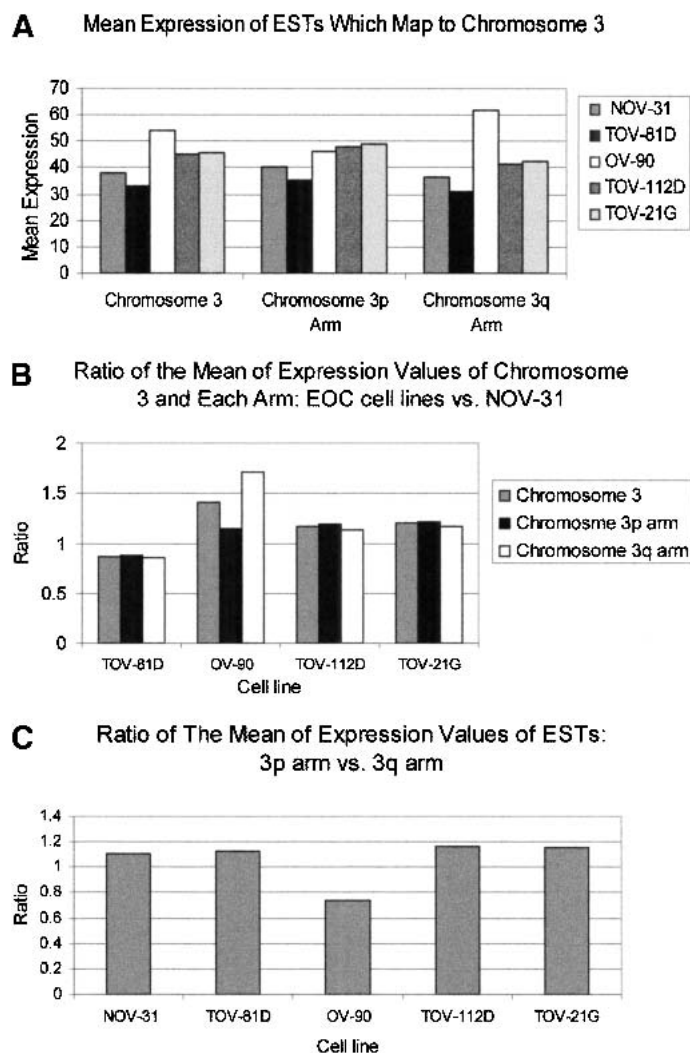 A Mean Expression of ESTs Which Map to Chromosome 3
70
60
50
40
30
20
10
0
Mean Expression
Chromosome 3
Chromosome 3p
Arm
Chromosome 3q
Arm
NOV-31
TOV-81D
OV-90
TOV-112D
TOV-21G
B Ratio of the Mean of Expression Values of Chromosome
3 and Each Arm: EOC cell lines vs. NOV-31
2
1.5
1
0.5
0
Ratio
TOV-81D OV-90 TOV-112D TOV-21G
Cell line
Chromosome 3
Chromosme 3p arm
Chromosome 3q arm
C Ratio of The Mean of Expression Values of ESTs:
3p arm vs. 3q arm
1.4
1.2
1
0.8
0.6
0.4
0.2
0
Ratio
NOV-31 TOV-81D OV-90 TOV-112D TOV-21G
Cell line